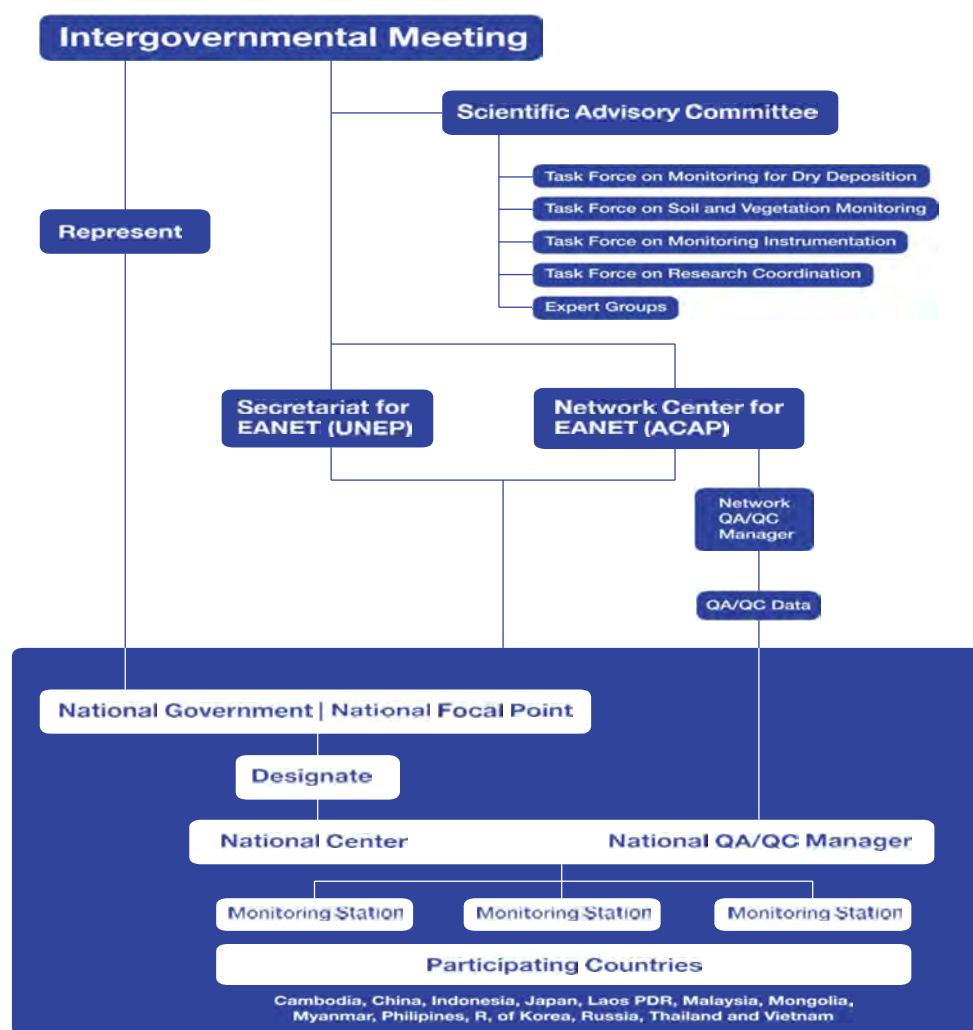 Intergovernmental Meeting
Scientific Advisory Committee
Task Force on Monitoring for Dry Deposition
Task Force on Soil and Vegetation Monitoring
Represent
Task Force on Monitoring Instrumentation
Task Force on Research Coordination
Expert Groups
Secretariat for
EANET (UNEP)
Network Center for
EANET (ACAP)
Network
QA/QC
Manager
QA/QC Data
National Government | National Focal Point
Designate
National Center
National QA/QC Manager
Monitoring Station
Monitoring Station
Monitoring Station
Participating Countries
Cambodia, China, Indonesia, Japan, Laos PDR, Malaysia, Mongolia,
Myanmar, Philipines, R, of Korea, Russia, Thailand and Vietnam